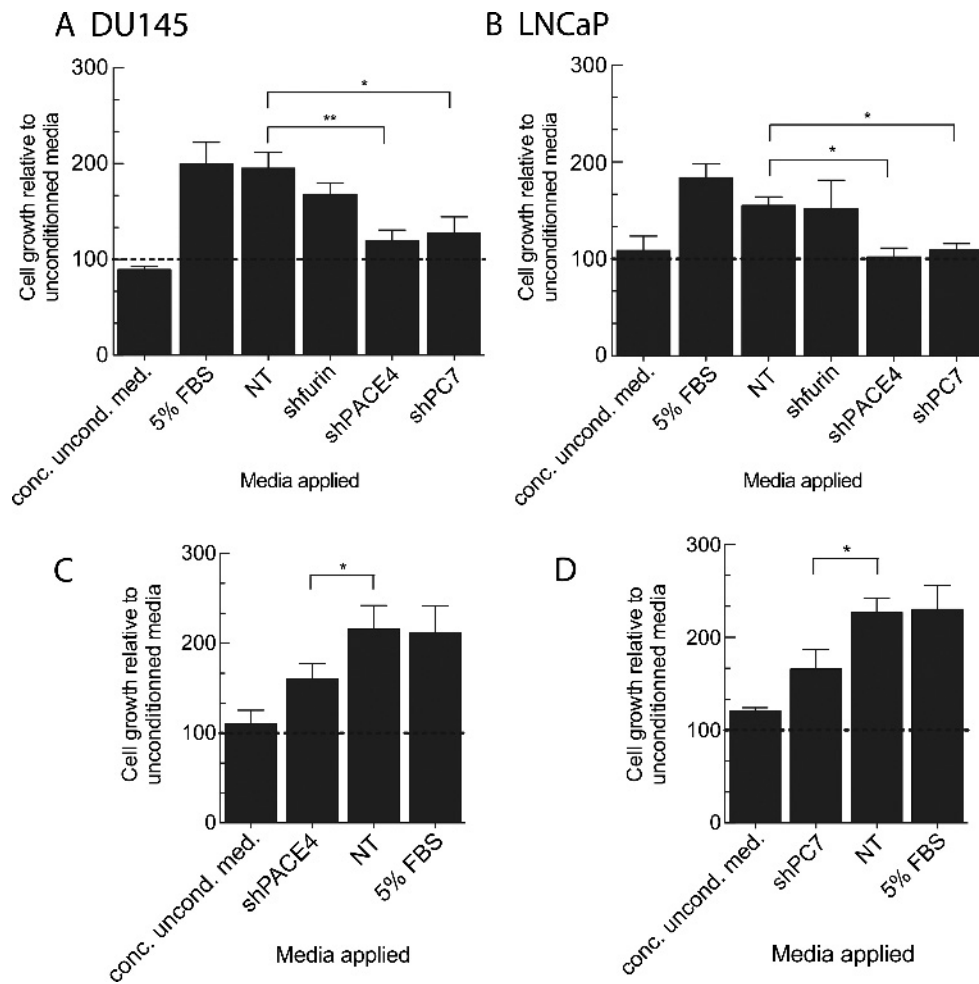 A DU145
Cell growth relative to
unconditionned media
300
200
100
0
*
**
conc. uncond. med.
5% FBS
NT
shfurin
shPACE4
shPC7
Media applied
B LNCaP
Cell growth relative to
unconditionned media
300
200
100
0
*
*
conc. uncond. med.
5% FBS
NT
shfurin
shPACE4
shPC7
Media applied
C
Cell growth relative to
unconditionned media
300
200
100
0
*
conc. uncond. med.
shPACE4
NT
5% FBS
Media applied
D
Cell growth relative to
unconditionned media
300
200
100
0
*
conc. uncond. med.
shPC7
NT
5% FBS
Media applied